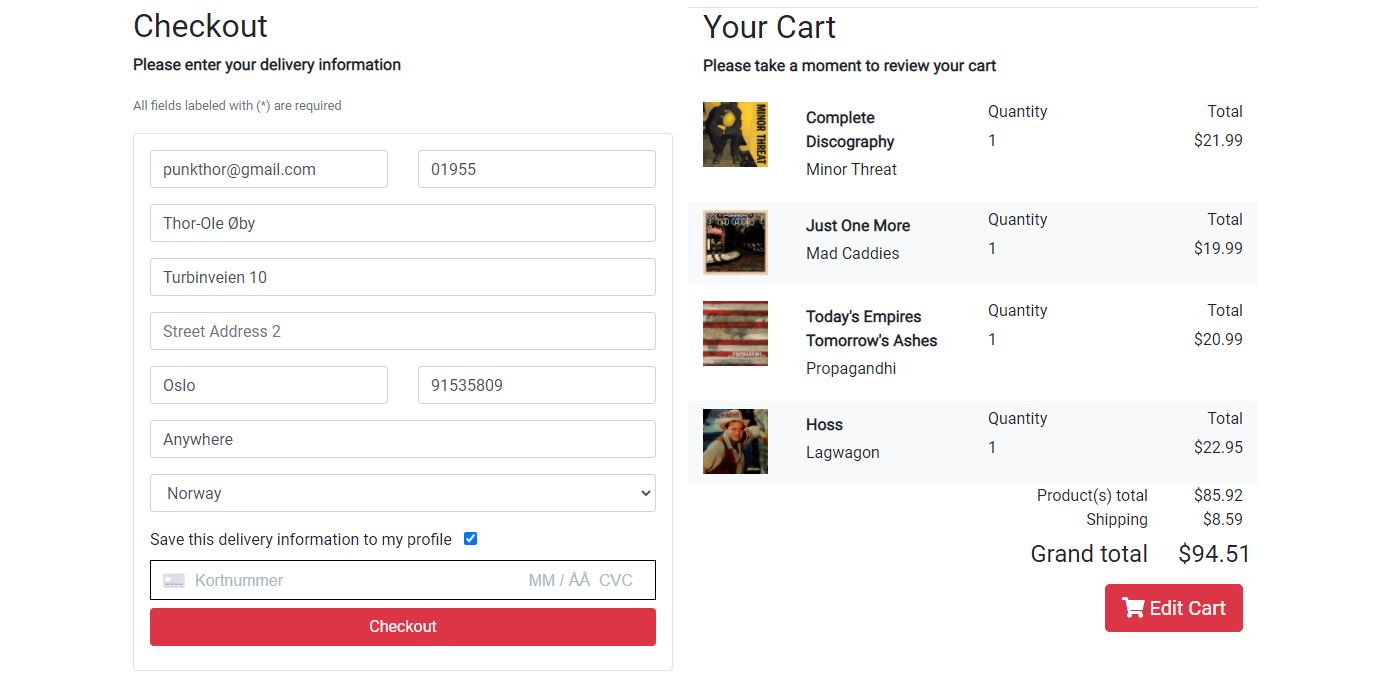 Checkout
Please enter your delivery information
All fields labeled with (*) are required
punkthor@gmail.com 01955
Thor-Ole Øby
Turbinveien 10
Street Address 2
Oslo 91535809
Anywhere
Norway
Save this delivery information to my profile
Kortnummer MM / ÅÅ CVC
Checkout
Your Cart
Please take a moment to review your cart
MINOR THREAT
Complete Quantity Total
Discography 1 $21.99
Minor Threat
MAD CADDIES
Just One More Quantity Total
Mad Caddies 1 $19.99
Today's Empires Quantity Total
Tomorrow's Ashes 1 $20.99
Propagandhi
Hoss Quantity Total
Lagwagon 1 $22.95
Product(s) total $85.92
Shipping $8.59
Grand total $94.51
Edit Cart